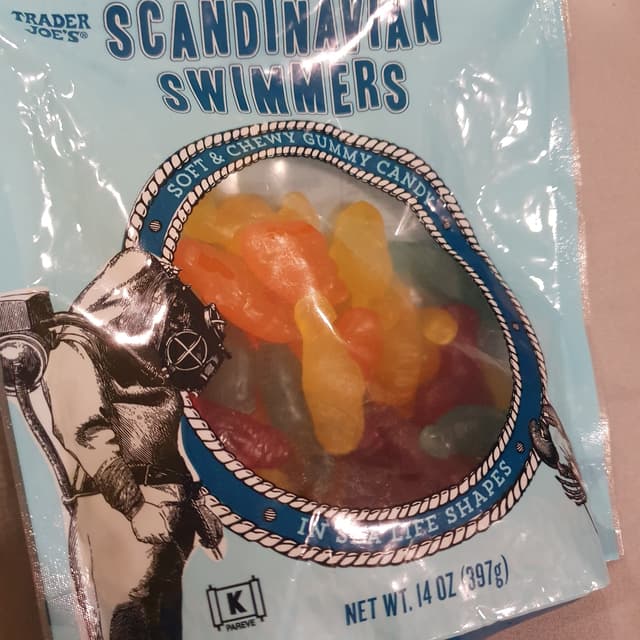 TRADER
JOE'S®
SCANDINAVIAN
SWIMMERS
SOFT & CHEWY GUMMY CANDY
IN SEA LIFE SHAPES
K
PAREVE
NET WT. 14 OZ (397g)